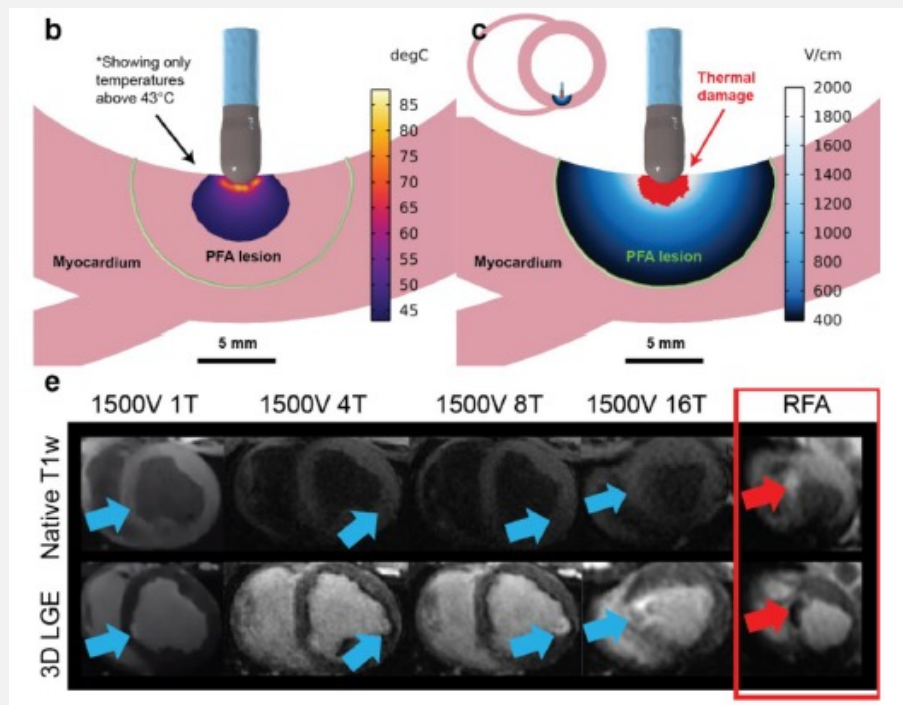 b
*Showing only
temperatures
above 43°C
degC
85
80
75
70
65
60
55
50
45
Myocardium
PFA lesion
5 mm
c
V/cm
Thermal
damage
2000
1800
1600
1400
1200
1000
800
600
400
Myocardium
PFA lesion
5 mm
e
1500V 1T 1500V 4T 1500V 8T 1500V 16T RFA
Native T1w
3D LGE